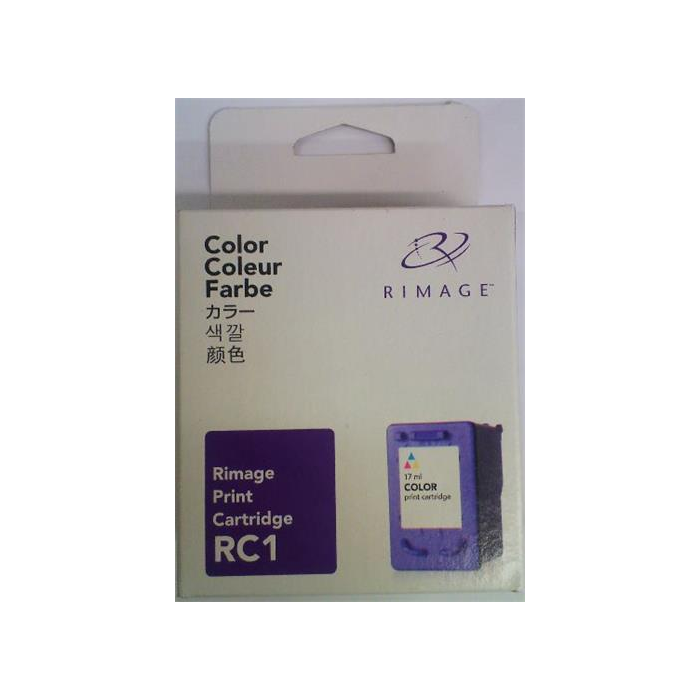 Color
Coleur
Farbe
カラー
색깔
颜色
RIMAGE™
Rimage
Print
Cartridge
RC1
17 ml
COLOR
print cartridge